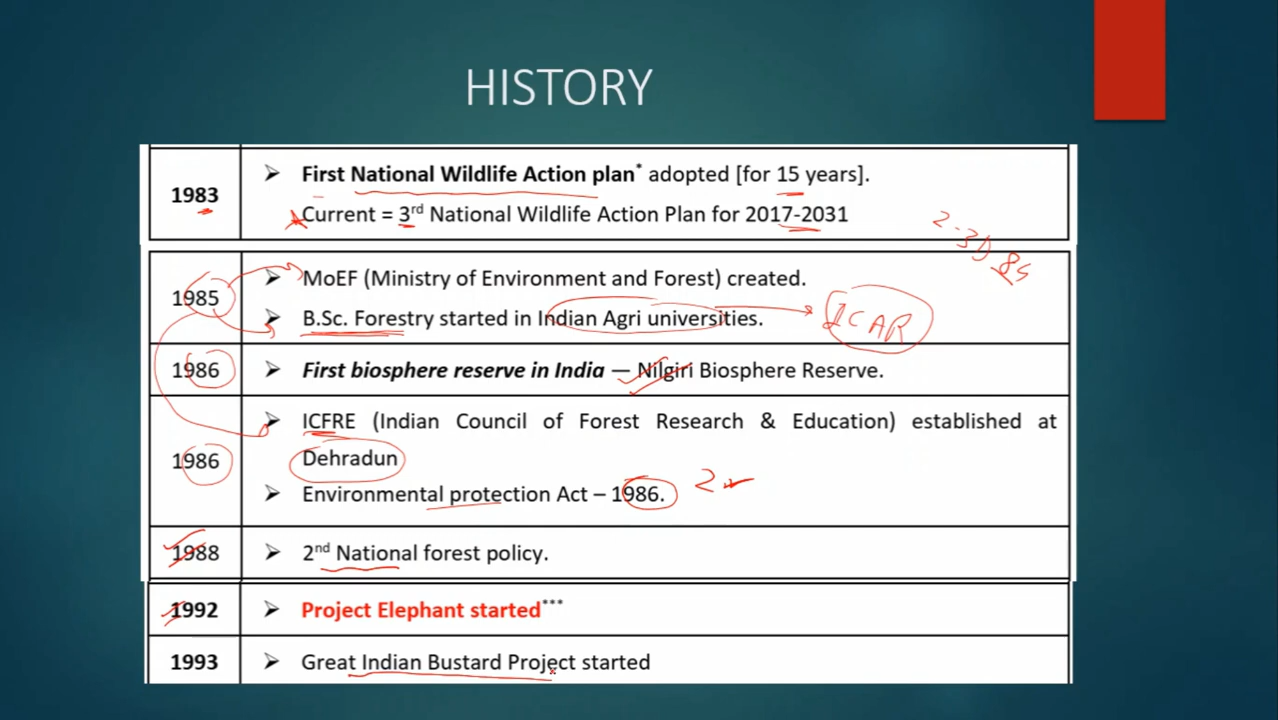 HISTORY
1983
➢ First National Wildlife Action plan* adopted [for 15 years].
Current = 3rd National Wildlife Action Plan for 2017-2031
1985
➢ MoEF (Ministry of Environment and Forest) created.
➢ B.Sc. Forestry started in Indian Agri universities.
ICAR
1986
➢ First biosphere reserve in India — Nilgiri Biosphere Reserve.
1986
➢ ICFRE (Indian Council of Forest Research & Education) established at
Dehradun
➢ Environmental protection Act – 1986.
2
1988
➢ 2nd National forest policy.
1992
➢ Project Elephant started***
1993
➢ Great Indian Bustard Project started